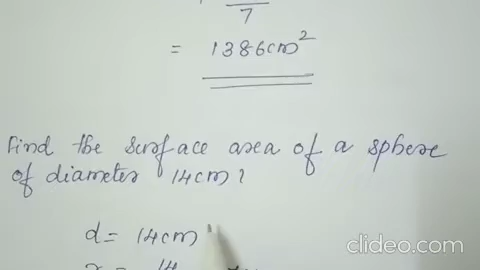 7
= 1386cm²
Find the surface area of a sphere
of diameter 14cm?
d = 14cm
clideo.com